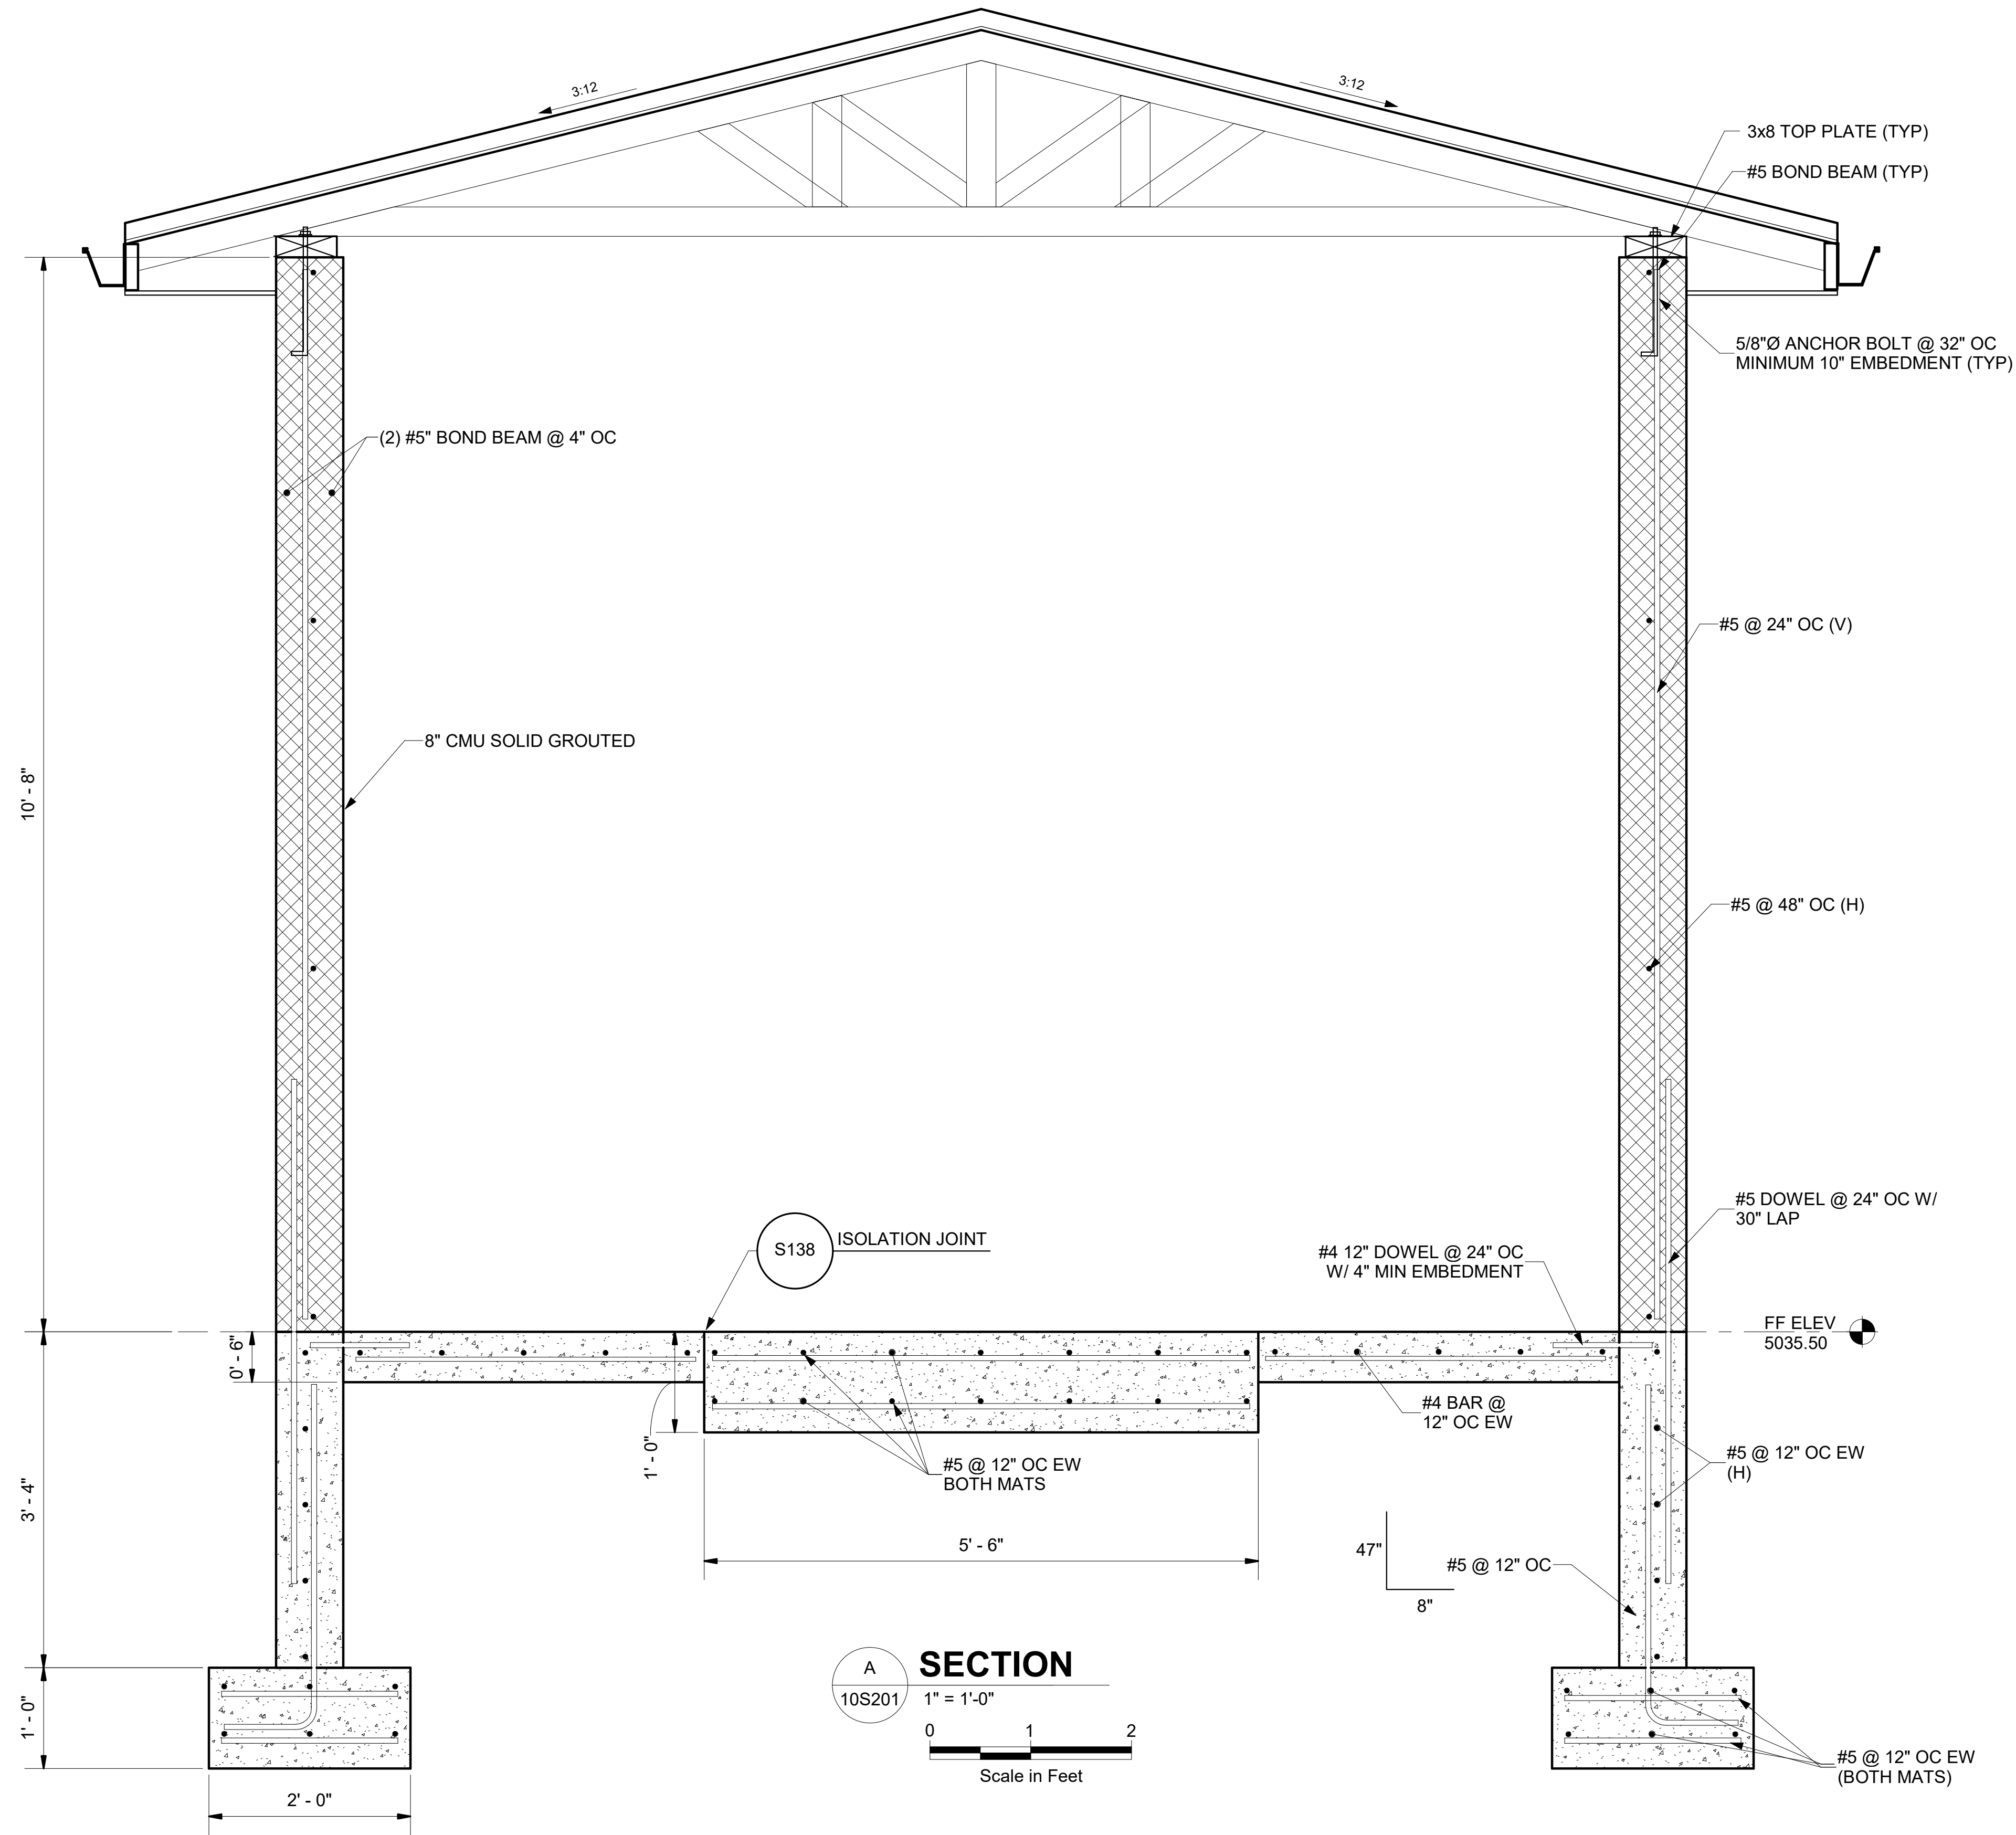 3:12
3:12
3x8 TOP PLATE (TYP)
#5 BOND BEAM (TYP)
5/8"Ø ANCHOR BOLT @ 32" OC
MINIMUM 10" EMBEDMENT (TYP)
(2) #5" BOND BEAM @ 4" OC
#5 @ 24" OC (V)
8" CMU SOLID GROUTED
10' - 8"
#5 @ 48" OC (H)
#5 DOWEL @ 24" OC W/
30" LAP
S138
ISOLATION JOINT
#4 12" DOWEL @ 24" OC
W/ 4" MIN EMBEDMENT
FF ELEV
5035.50
0' - 6"
#4 BAR @
12" OC EW
1' - 0"
#5 @ 12" OC EW
BOTH MATS
#5 @ 12" OC EW
(H)
3' - 4"
5' - 6"
47"
8"
#5 @ 12" OC
A
10S201
SECTION
1" = 1'-0"
0 1 2
Scale in Feet
1' - 0"
#5 @ 12" OC EW
(BOTH MATS)
2' - 0"